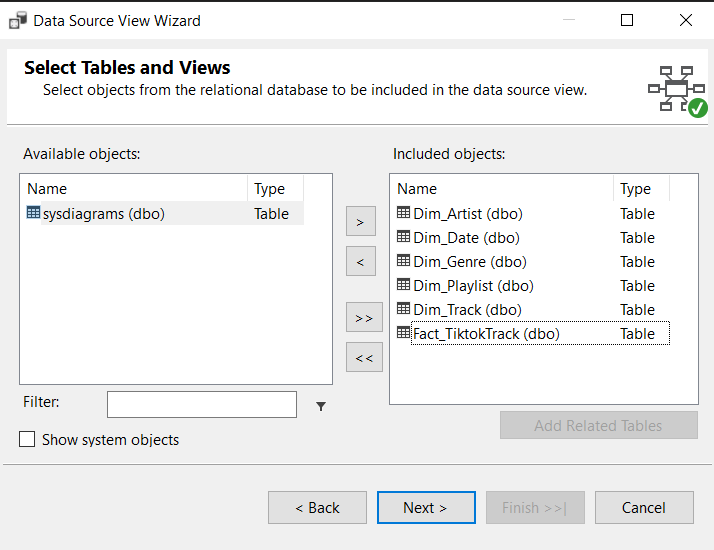 Data Source View Wizard
Select Tables and Views
Select objects from the relational database to be included in the data source view.
Available objects:
Name Type
sysdiagrams (dbo) Table
>
<
>>
<<
Included objects:
Name Type
Dim_Artist (dbo) Table
Dim_Date (dbo) Table
Dim_Genre (dbo) Table
Dim_Playlist (dbo) Table
Dim_Track (dbo) Table
Fact_TiktokTrack (dbo) Table
Filter:
Add Related Tables
Show system objects
< Back
Next >
Finish >>|
Cancel